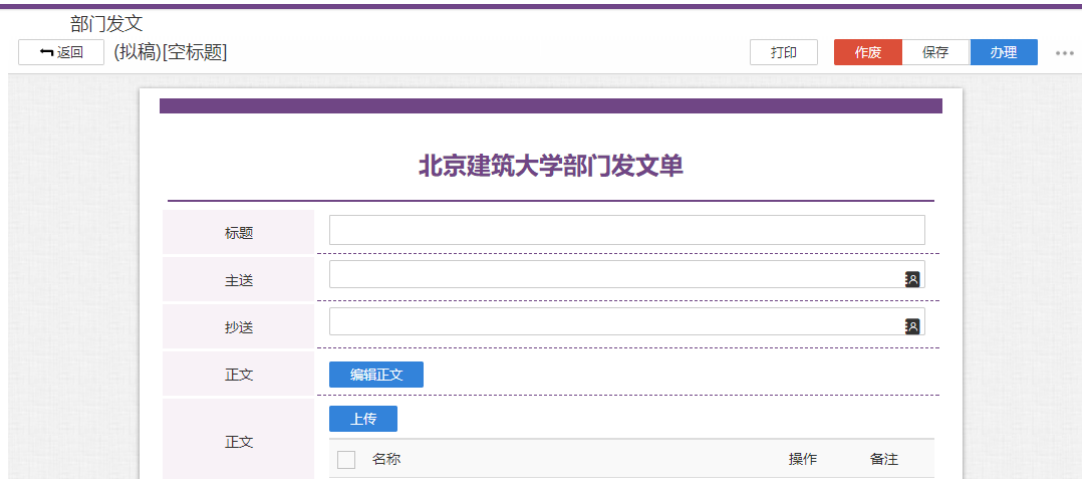 部门发文
返回 (拟稿)[空标题] 打印 作废 保存 办理
北京建筑大学部门发文单
标题
主送
抄送
正文 编辑正文
正文 上传
名称 操作 备注